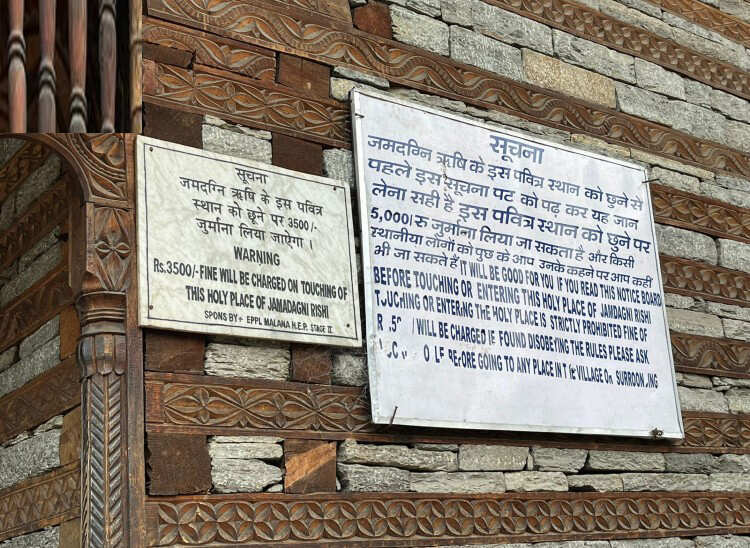 सूचना
जमदग्नि ऋषि के इस पवित्र
स्थान को छूने पर 3500/-
जुर्माना लिया जाऐगा ।
WARNING
Rs.3500/-FINE WILL BE CHARGED ON TOUCHING OF
THIS HOLY PLACE OF JAMADAGNI RISHI
SPONS BY:- EPPL MALANA H.E.P. STAGE II
सूचना
जमदग्नि ऋषि के इस पवित्र स्थान को छूने से
पहले इस सूचना पट को पढ़ कर यह जान
लेना सही है, इस पवित्र स्थान को छूने पर
5,000/रु जुर्माना लिया जा सकता है और किसी
स्थानीया लोगों को पुछ के आप उनके कहने पर आप कहीं
भी जा सकते हैं IT WILL BE GOOD FOR YOU IF YOU READ THIS NOTICE BOARD
BEFORE TOUCHING OR ENTERING THIS HOLY PLACE OF JAMDAGNI RISHI
TOUCHING OR ENTERING THE HOLY PLACE IS STRICTLY PROHIBITED FINE OF
WILL BE CHARGED IF FOUND DISOBEYING THE RULES PLEASE ASK
BEFORE GOING TO ANY PLACE IN VILLAGE On SURROONDING